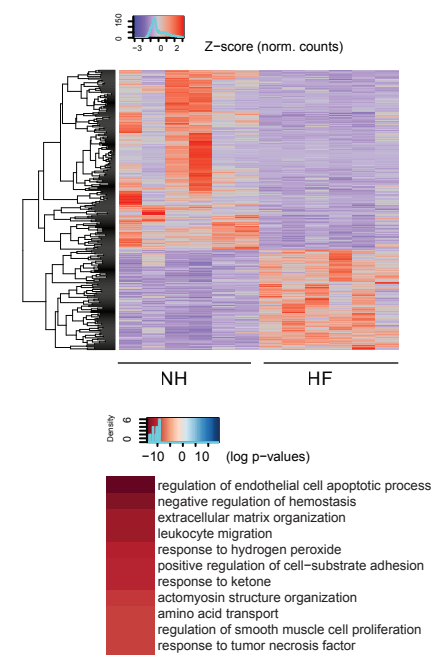 0 150
−3 0 2
Z−score (norm. counts)
NH HF
Density
0 6
−10 0 10 (log p-values)
regulation of endothelial cell apoptotic process
negative regulation of hemostasis
extracellular matrix organization
leukocyte migration
response to hydrogen peroxide
positive regulation of cell−substrate adhesion
response to ketone
actomyosin structure organization
amino acid transport
regulation of smooth muscle cell proliferation
response to tumor necrosis factor